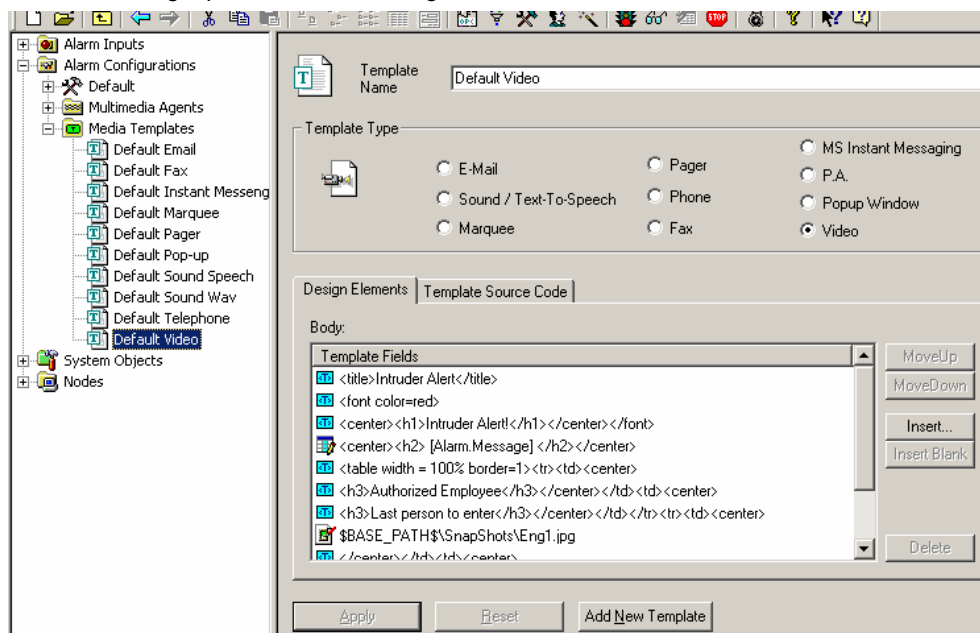 STOP
Alarm Inputs
Alarm Configurations
Default
Multimedia Agents
Media Templates
Default Email
Default Fax
Default Instant Messeng
Default Marquee
Default Pager
Default Pop-up
Default Sound Speech
Default Sound Wav
Default Telephone
Default Video
System Objects
Nodes
Template Name
Default Video
Template Type
E-Mail
Sound / Text-To-Speech
Marquee
Pager
Phone
Fax
MS Instant Messaging
P.A.
Popup Window
Video
Design Elements
Template Source Code
Body:
Template Fields
<title>Intruder Alert</title>
<font color=red>
<center><h1>Intruder Alert!</h1></center></font>
<center><h2> [Alarm.Message] </h2></center>
<table width = 100% border=1><tr><td><center>
<h3>Authorized Employee</h3></center></td><td><center>
<h3>Last person to enter</h3></center></td></tr><tr><td><center>
$BASE_PATH$\SnapShots\Eng1.jpg
</center></td><td><center>
MoveUp
MoveDown
Insert...
Insert Blank
Delete
Apply
Reset
Add New Template